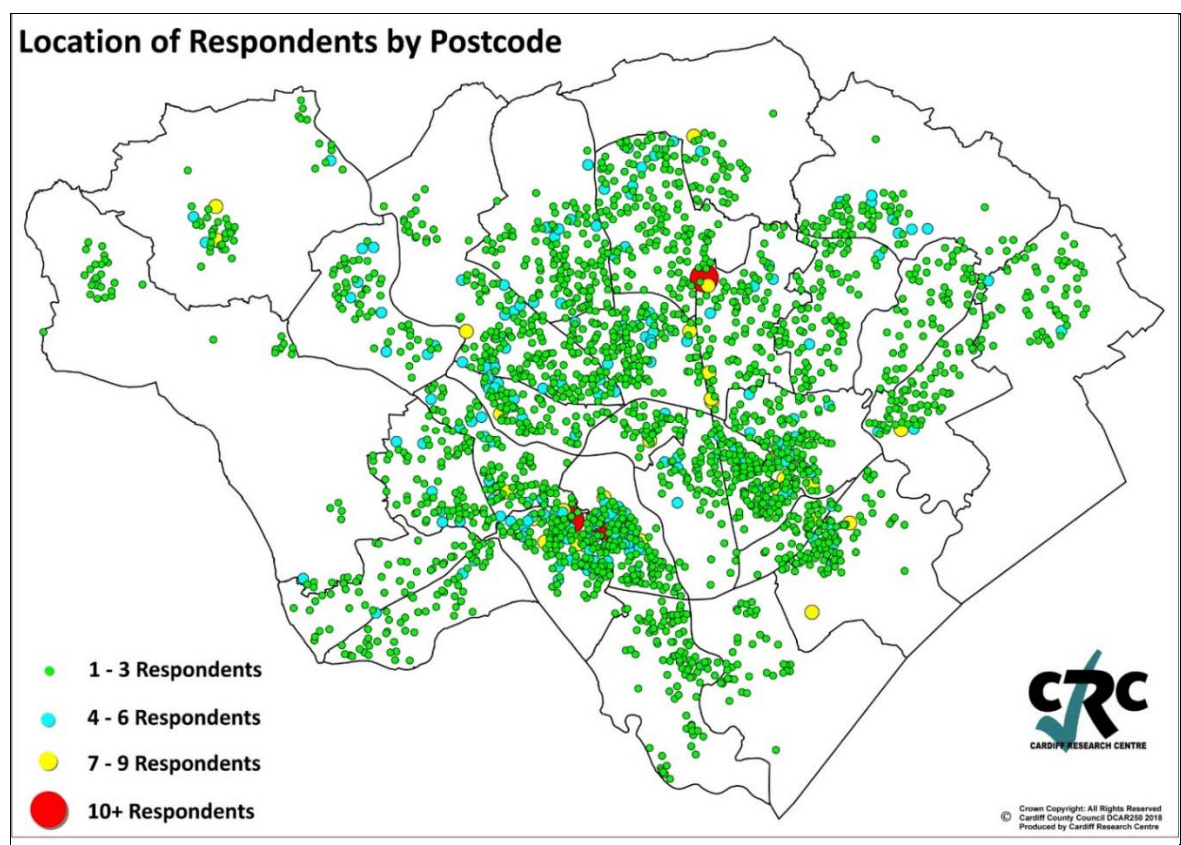 Location of Respondents by Postcode
1 - 3 Respondents
4 - 6 Respondents
7 - 9 Respondents
10+ Respondents
CRC
CARDIFF RESEARCH CENTRE
© Crown Copyright: All Rights Reserved
Cardiff County Council DCAR250 2018
Produced by Cardiff Research Centre